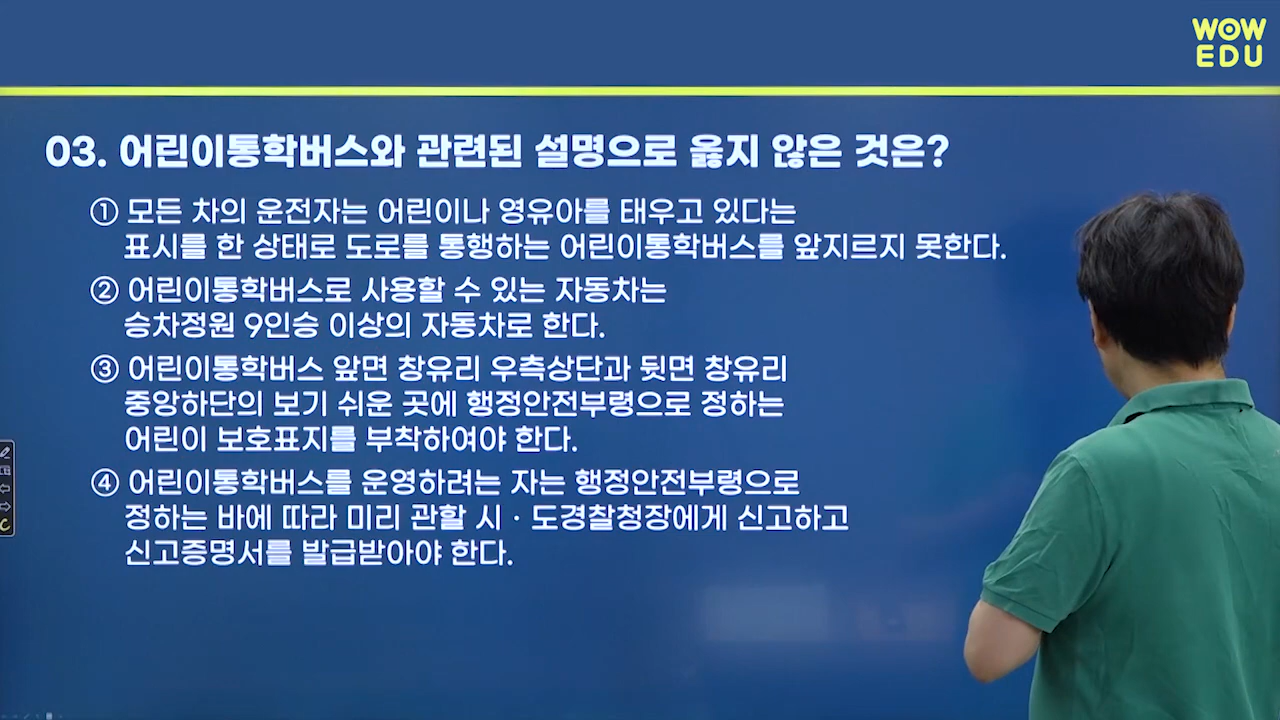 WOW
EDU
03. 어린이통학버스와 관련된 설명으로 옳지 않은 것은?
① 모든 차의 운전자는 어린이나 영유아를 태우고 있다는
표시를 한 상태로 도로를 통행하는 어린이통학버스를 앞지르지 못한다.
② 어린이통학버스로 사용할 수 있는 자동차는
승차정원 9인승 이상의 자동차로 한다.
③ 어린이통학버스 앞면 창유리 우측상단과 뒷면 창유리
중앙하단의 보기 쉬운 곳에 행정안전부령으로 정하는
어린이 보호표지를 부착하여야 한다.
④ 어린이통학버스를 운영하려는 자는 행정안전부령으로
정하는 바에 따라 미리 관할 시 · 도경찰청장에게 신고하고
신고증명서를 발급받아야 한다.